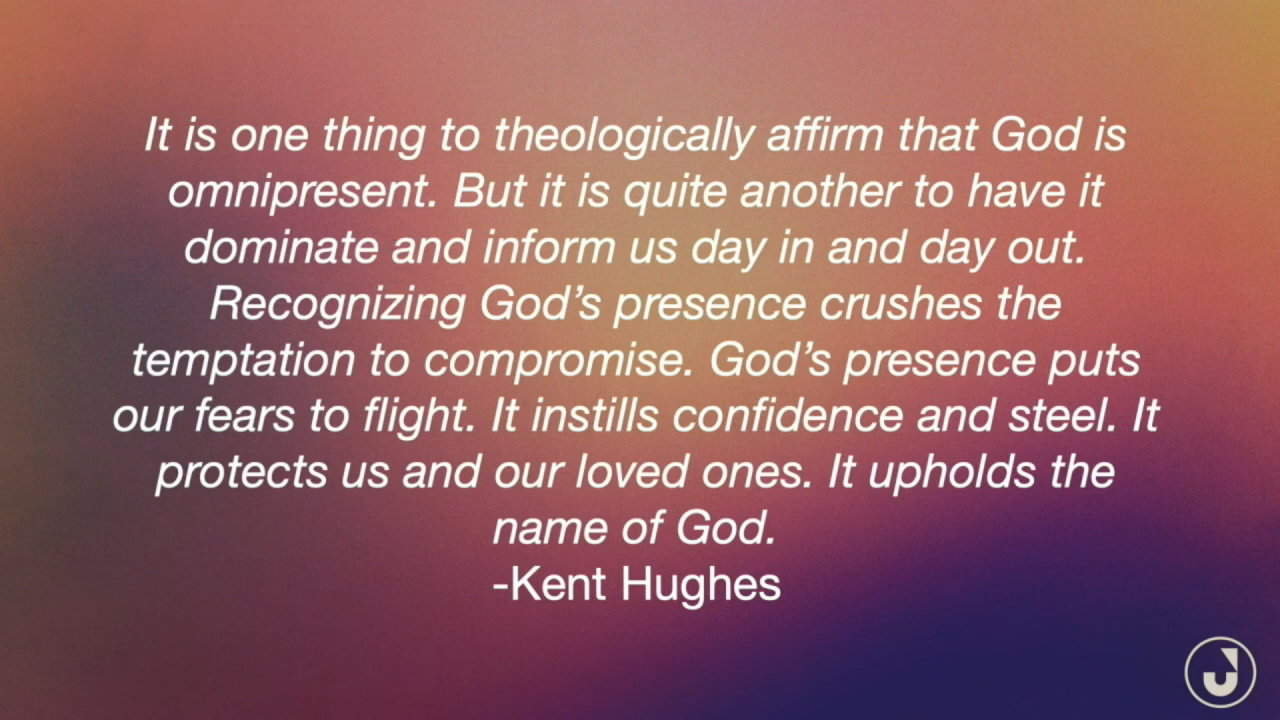 It is one thing to theologically affirm that God is
omnipresent. But it is quite another to have it
dominate and inform us day in and day out.
Recognizing God’s presence crushes the
temptation to compromise. God’s presence puts
our fears to flight. It instills confidence and steel. It
protects us and our loved ones. It upholds the
name of God.
-Kent Hughes
J